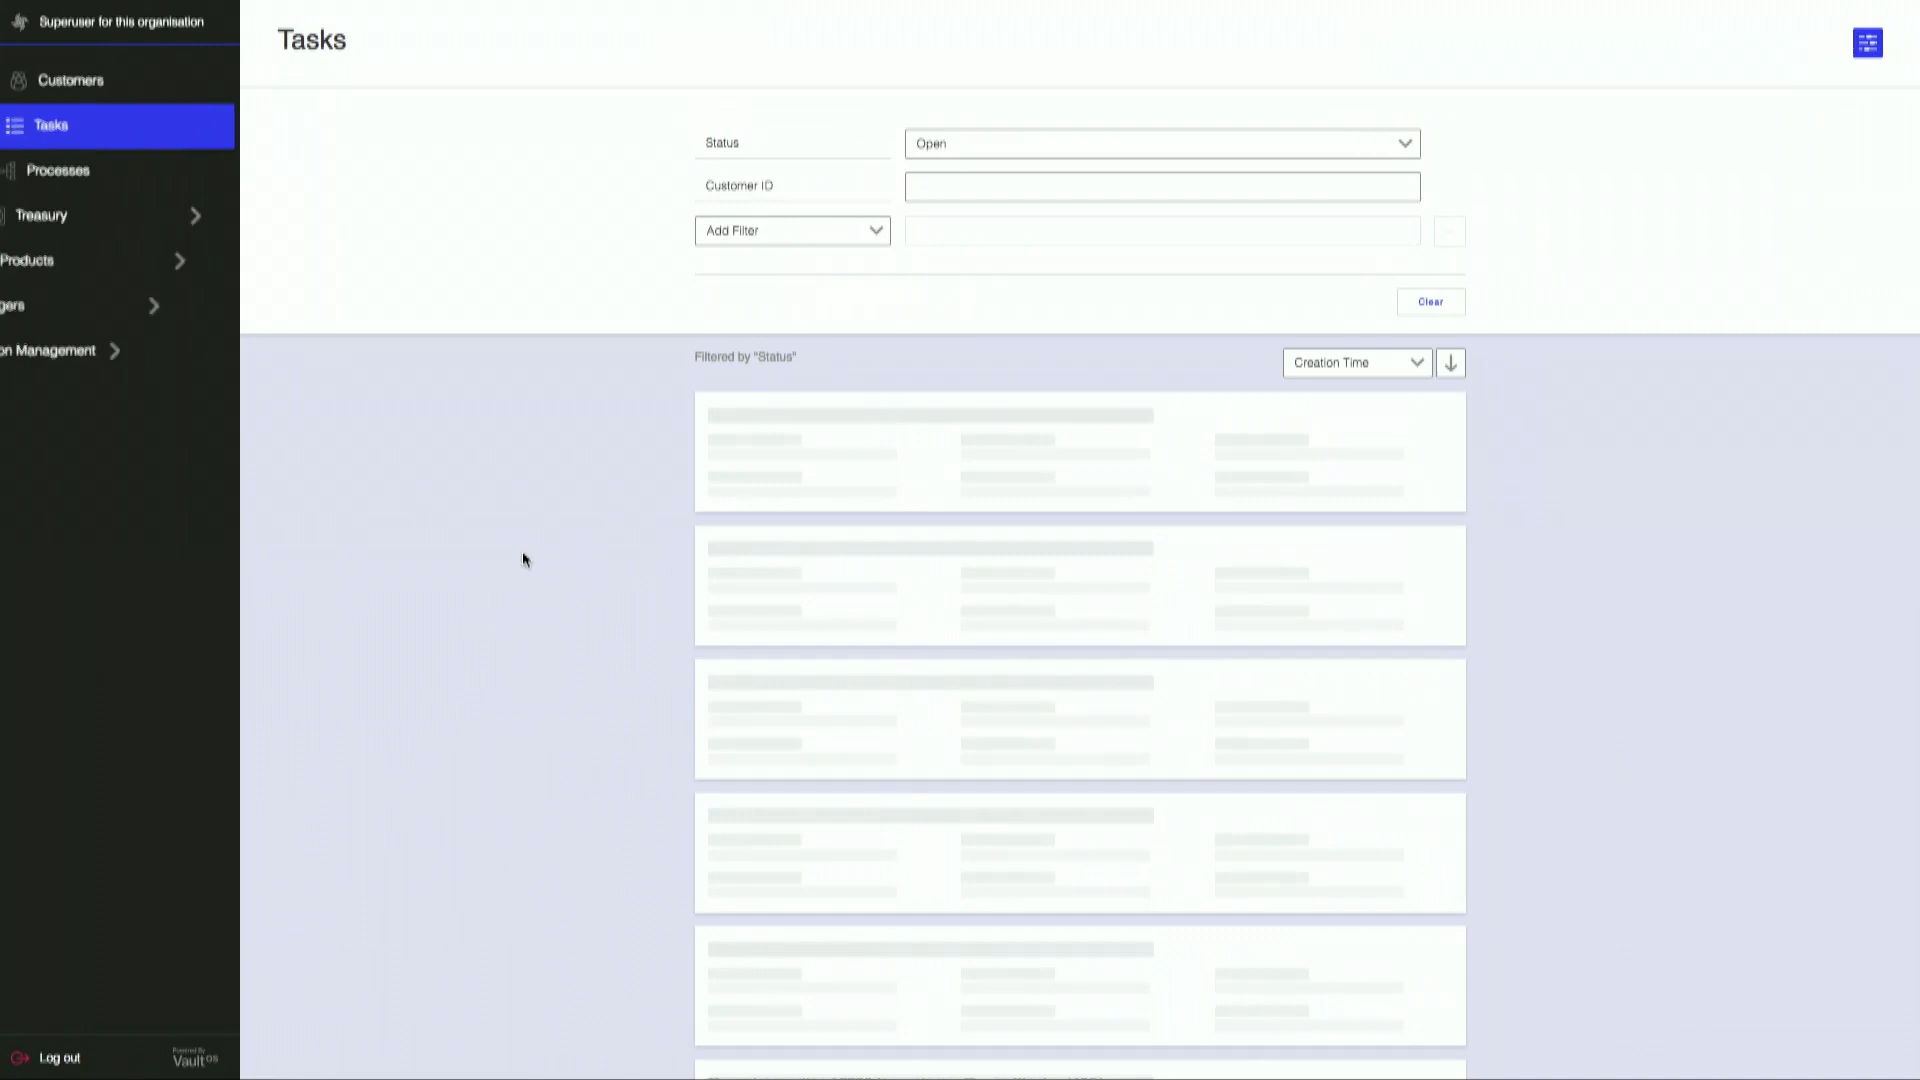 Superuser for this organisation
Customers
Tasks
Processes
Treasury
Products
gers
on Management
Log out
Powered By
Vault OS
Tasks
Status
Open
Customer ID
Add Filter
Clear
Filtered by "Status"
Creation Time